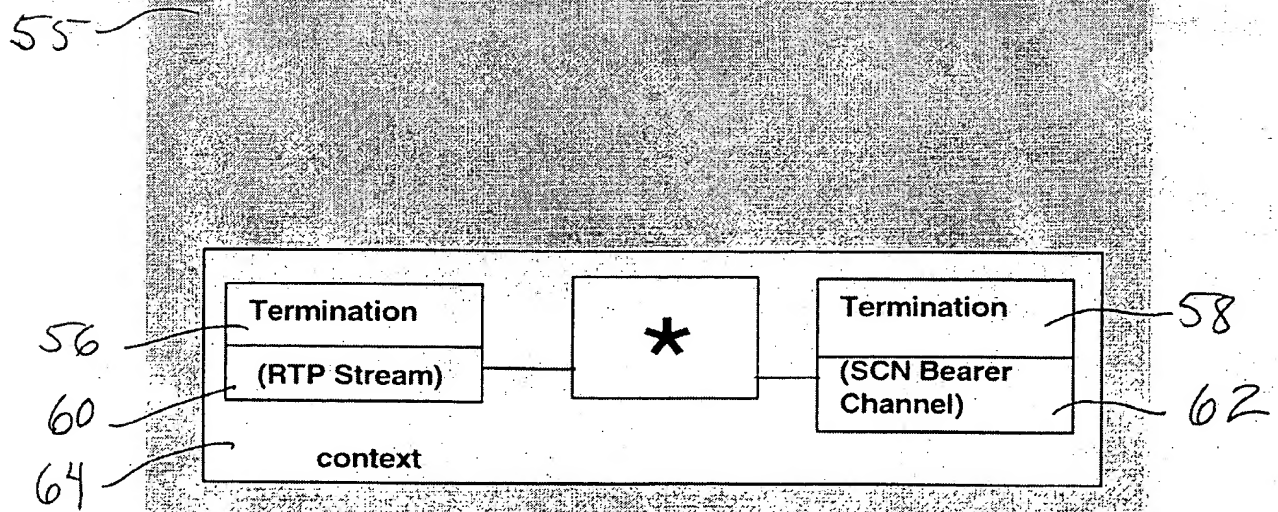 55
Termination
*
Termination
58
56
(RTP Stream)
(SCN Bearer
Channel)
60
62
context
64